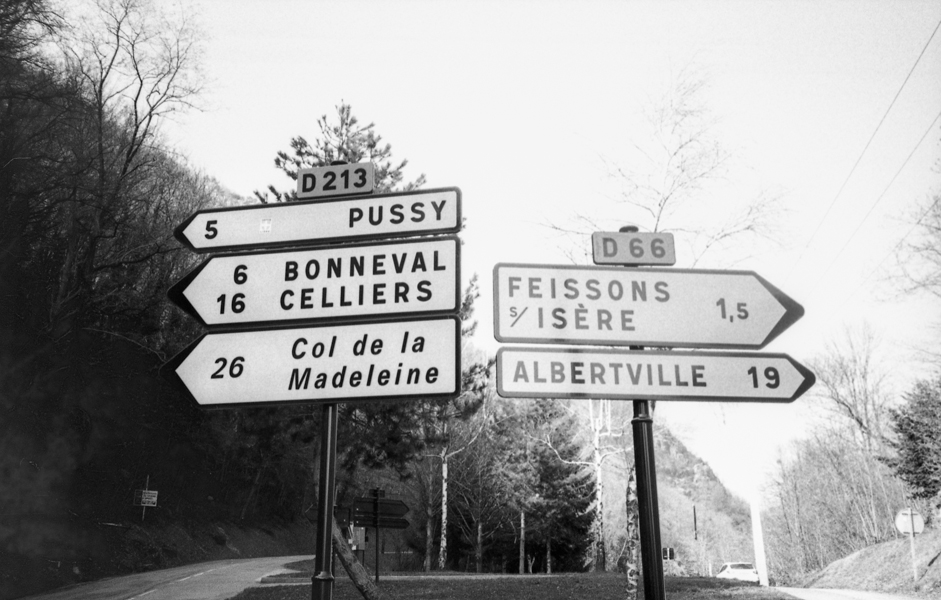 D 213
5 PUSSY
6 BONNEVAL
16 CELLIERS
26 Col de la
Madeleine
D 66
FEISSONS
S/ ISÈRE 1,5
ALBERTVILLE 19